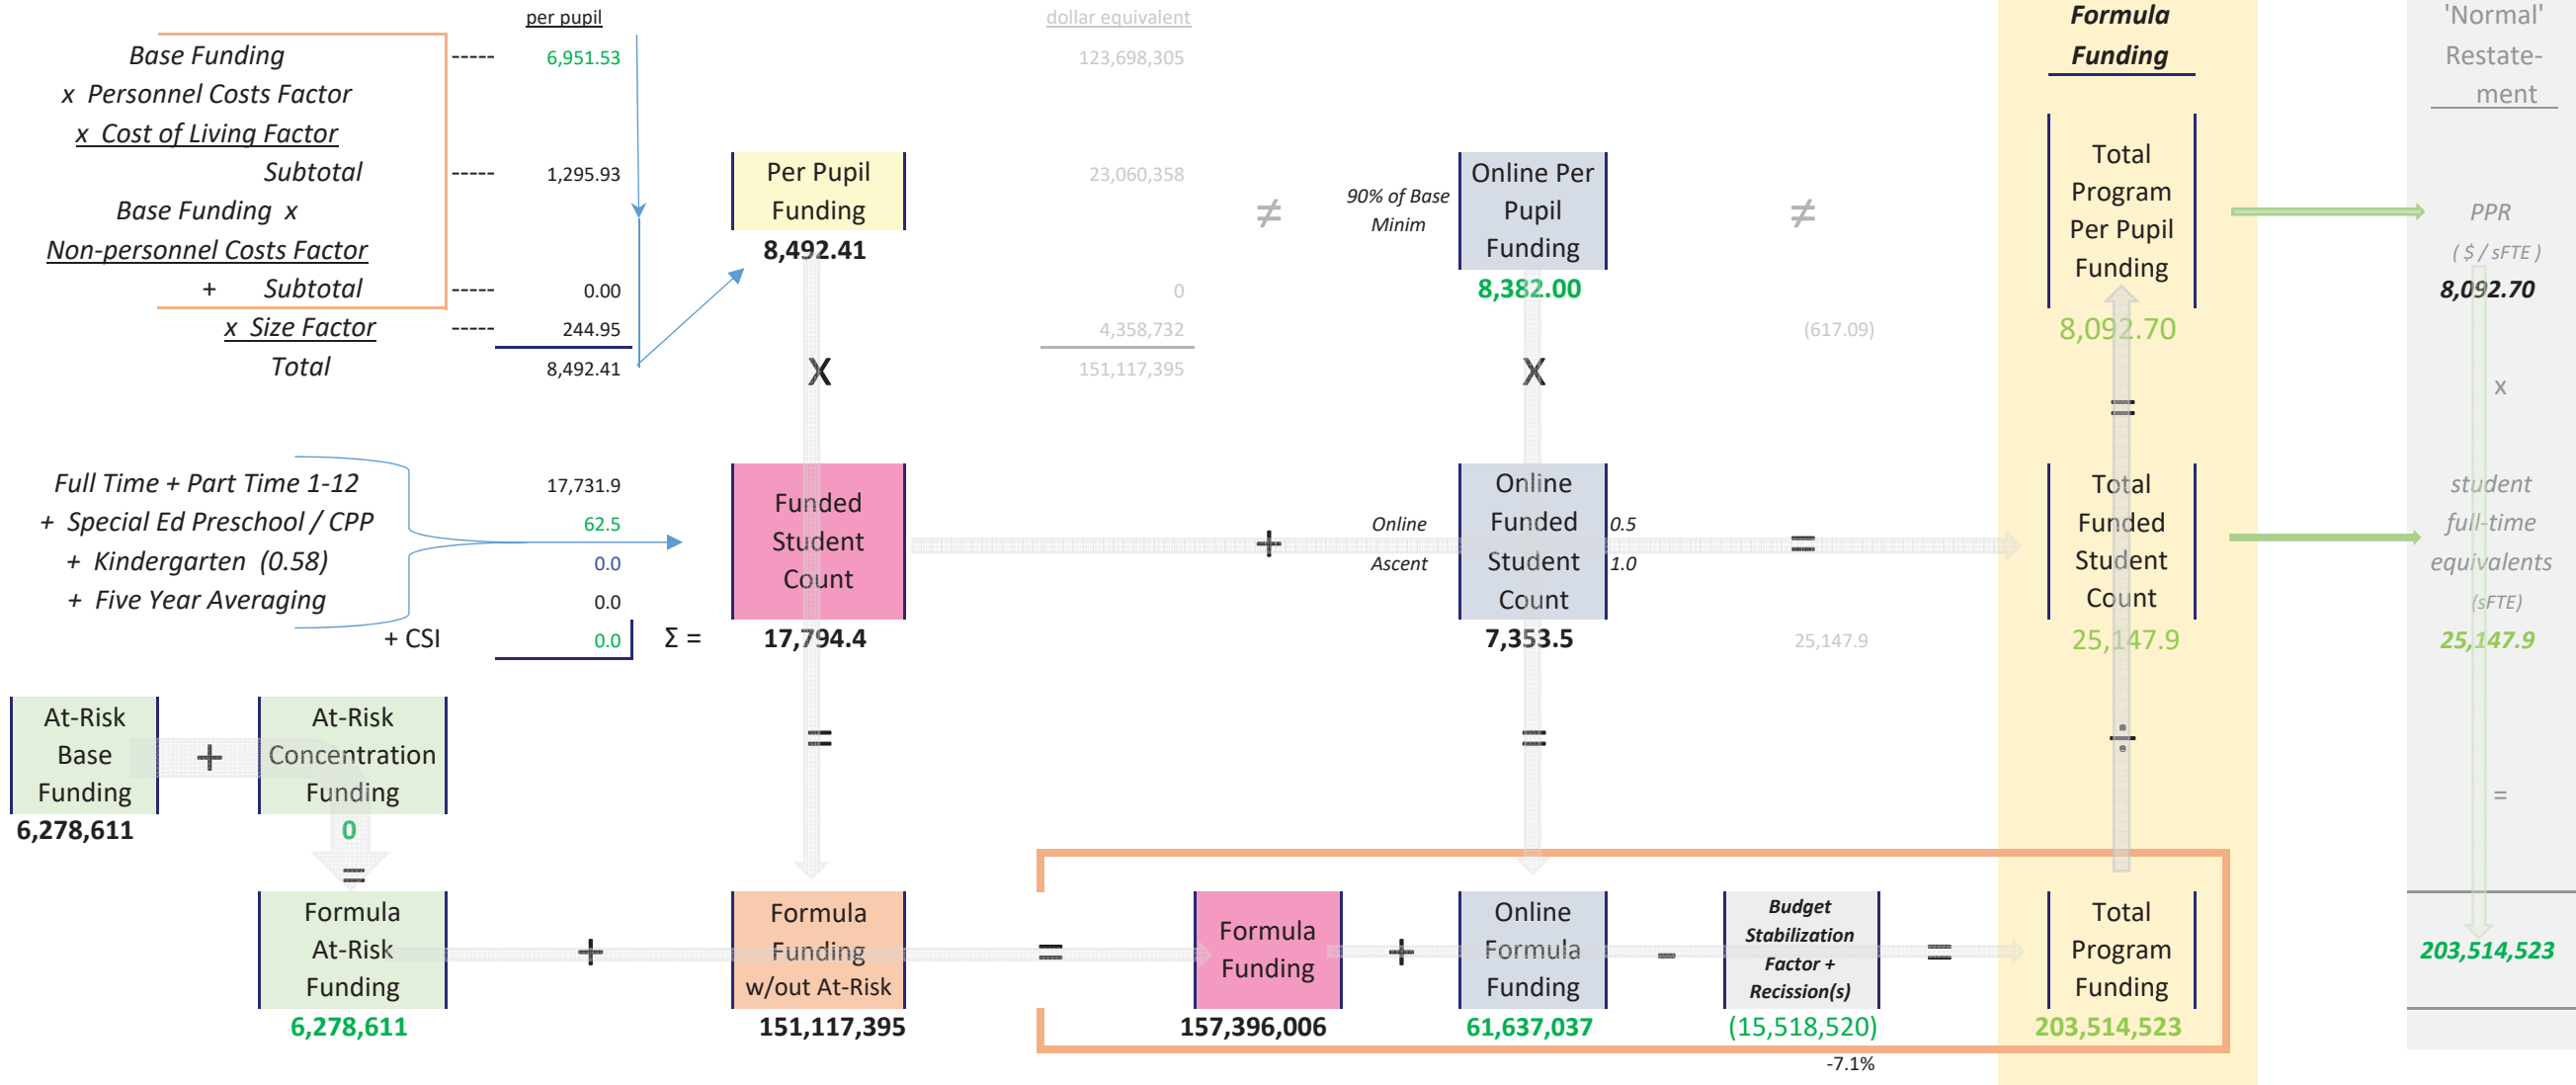 per pupil
dollar equivalent
Formula
Funding
'Normal'
Restate-
ment
Base Funding ----- 6,951.53 123,698,305
x Personnel Costs Factor
x Cost of Living Factor
Subtotal ----- 1,295.93 23,060,358
Base Funding x
Non-personnel Costs Factor
+ Subtotal ----- 0.00 0
x Size Factor ----- 244.95 4,358,732
Total 8,492.41 151,117,395
Per Pupil
Funding
8,492.41
≠
90% of Base
Minim
Online Per
Pupil
Funding
8,382.00
≠
(617.09)
Total
Program
Per Pupil
Funding
8,092.70
PPR
( $ / sFTE )
8,092.70
X
X
=
x
Full Time + Part Time 1-12 17,731.9
+ Special Ed Preschool / CPP 62.5
+ Kindergarten (0.58) 0.0
+ Five Year Averaging 0.0
+ CSI 0.0 Σ =
Funded
Student
Count
17,794.4
+
Online
Ascent
Online
Funded
Student
Count
7,353.5
0.5
1.0
=
25,147.9
Total
Funded
Student
Count
25,147.9
student
full-time
equivalents
(sFTE)
25,147.9
At-Risk
Base
Funding
6,278,611
+
At-Risk
Concentration
Funding
0
=
=
=
÷
=
Formula
At-Risk
Funding
6,278,611
+
Formula
Funding
w/out At-Risk
151,117,395
=
Formula
Funding
157,396,006
+
Online
Formula
Funding
61,637,037
-
Budget
Stabilization
Factor +
Recission(s)
(15,518,520)
-7.1%
=
Total
Program
Funding
203,514,523
203,514,523